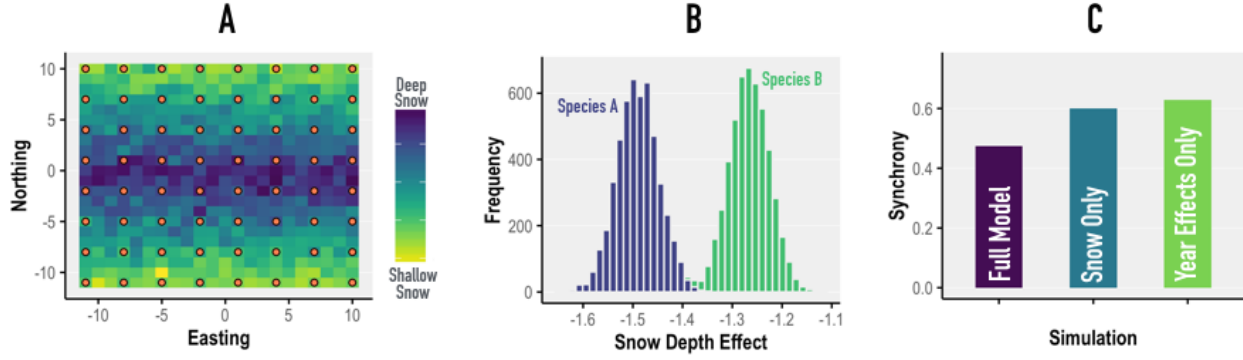 A
B
C
Northing
10
5
0
-5
-10
-10
-5
0
5
10
Easting
Deep
Snow
Shallow
Snow
Frequency
600
400
200
0
Species A
Species B
-1.6
-1.5
-1.4
-1.3
-1.2
-1.1
Snow Depth Effect
Synchrony
0.6
0.4
0.2
0.0
Full Model
Snow Only
Year Effects Only
Simulation